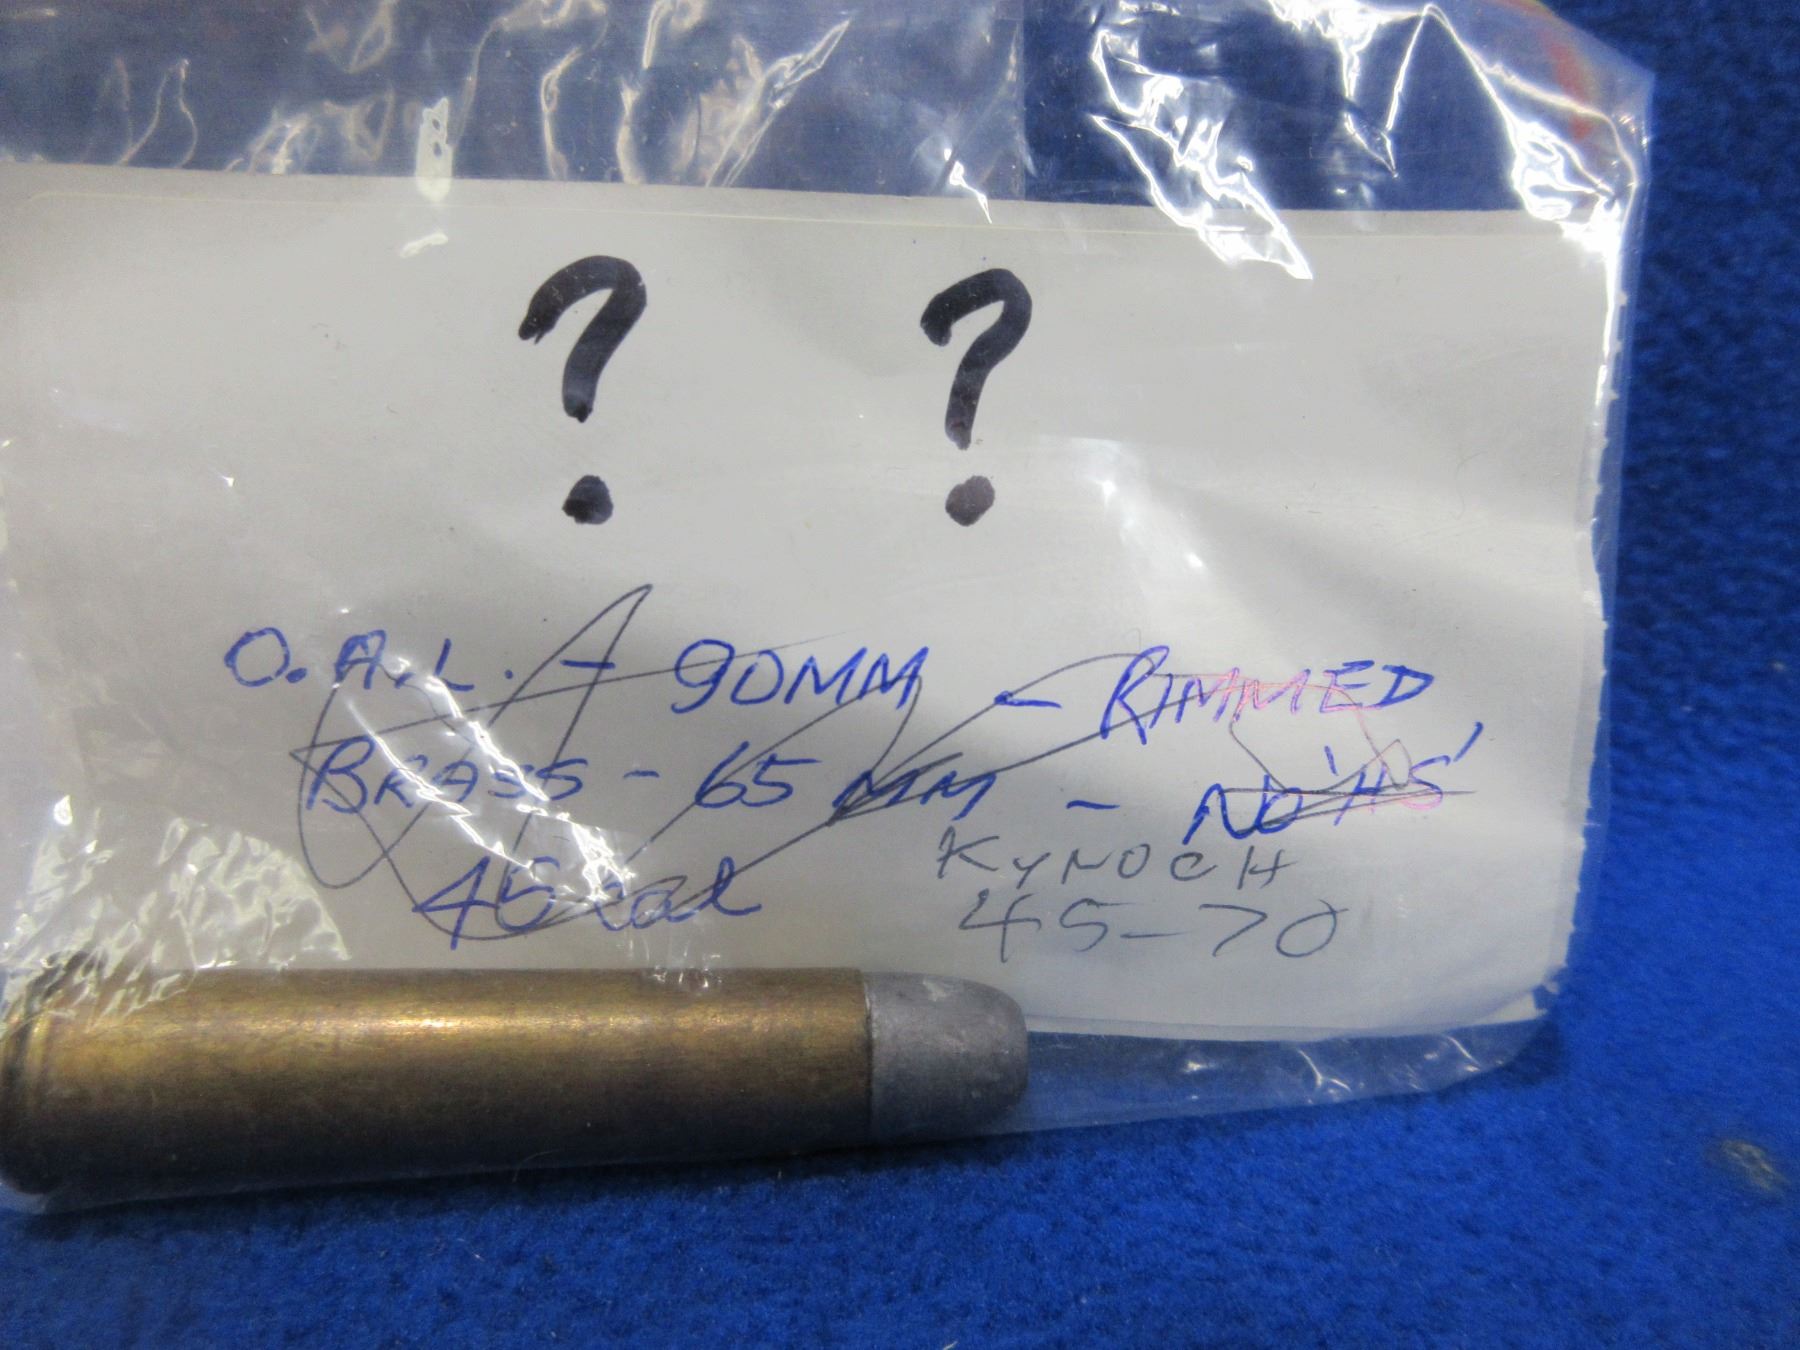 ? ?
O.A.L. - 90MM - RIMMED
BRASS - 65 MM - NO 'HS'
45 cal
KYNOCH
45-70